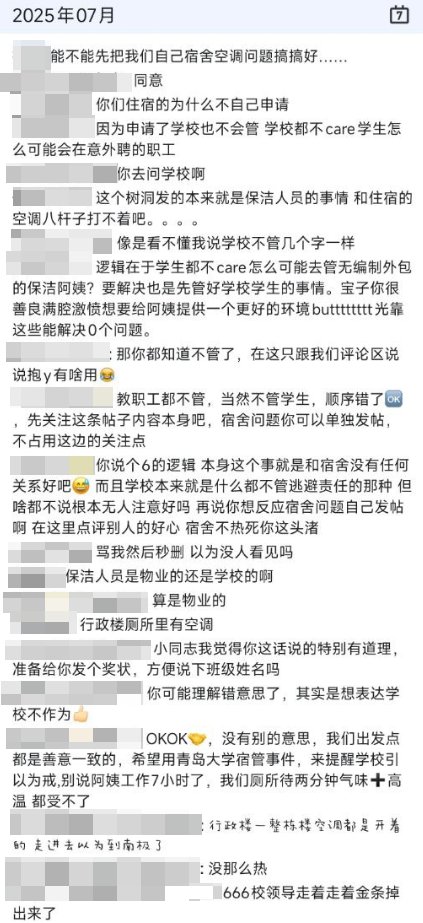 2025年07月
7
能不能先把我们自己宿舍空调问题搞搞好......
同意
你们住宿的为什么不自己申请
因为申请了学校也不会管 学校都不care学生怎
么可能会在意外聘的职工
你去问学校啊
这个树洞发的本来就是保洁人员的事情 和住宿的
空调八杆子打不着吧。。。。
像是看不懂我说学校不管几个字一样
逻辑在于学生都不care怎么可能去管无编制外包
的保洁阿姨？要解决也是先管好学校学生的事情。宝子你很
善良满腔激愤想要给阿姨提供一个更好的环境butttttttt光靠
这些能解决0个问题。
: 那你都知道不管了，在这只跟我们评论区说
说抱y有啥用😂
教职工都不管，当然不管学生，顺序错了🆗
，先关注这条帖子内容本身吧，宿舍问题你可以单独发帖，
不占用这边的关注点
你说个6的逻辑 本身这个事就是和宿舍没有任何
关系好吧😅 而且学校本来就是什么都不管逃避责任的那种 但
啥都不说根本无人注意好吗 再说你想反应宿舍问题自己发帖
啊 在这里点评别人的好心 宿舍不热死你这头渚
骂我然后秒删 以为没人看见吗
保洁人员是物业的还是学校的啊
算是物业的
行政楼厕所里有空调
小同志我觉得你这话说的特别有道理，
准备给你发个奖状，方便说下班级姓名吗
你可能理解错意思了，其实是想表达学
校不作为👍🏻
OKOK🤝，没有别的意思，我们出发点
都是善意一致的，希望用青岛大学宿管事件，来提醒学校引
以为戒,别说阿姨工作7小时了，我们厕所待两分钟气味➕高
温 都受不了
: 行政楼一整栋楼空调都是开着
的 走进去以为到南极了
: 没那么热
666校领导走着走着金条掉
出来了